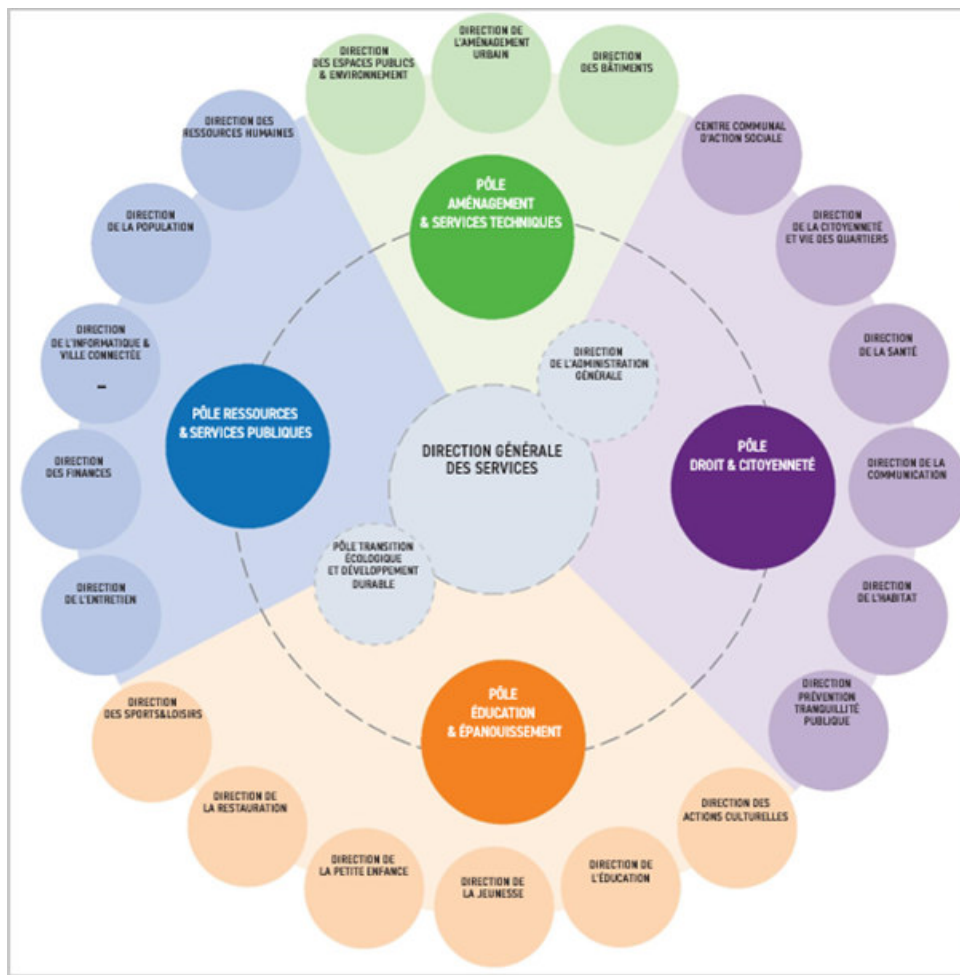 DIRECTION
DES ESPACES PUBLICS
& ENVIRONNEMENT
DIRECTION DE
L'AMÉNAGEMENT
URBAIN
DIRECTION
DES BÂTIMENTS
DIRECTION DES
RESSOURCES HUMAINES
CENTRE COMMUNAL
D'ACTION SOCIALE
PÔLE
AMÉNAGEMENT
& SERVICES TECHNIQUES
DIRECTION
DE LA POPULATION
DIRECTION
DE LA CITOYENNETÉ
ET VIE DES QUARTIERS
DIRECTION
DE L'INFORMATIQUE &
VILLE CONNECTÉE
–
DIRECTION
DE L'ADMINISTRATION
GÉNÉRALE
DIRECTION
DE LA SANTÉ
PÔLE RESSOURCES
& SERVICES PUBLIQUES
DIRECTION GÉNÉRALE
DES SERVICES
PÔLE
DROIT & CITOYENNETÉ
DIRECTION
DES FINANCES
DIRECTION DE LA
COMMUNICATION
PÔLE TRANSITION
ÉCOLOGIQUE
ET DÉVELOPPEMENT
DURABLE
DIRECTION
DE L'ENTRETIEN
DIRECTION
DE L'HABITAT
DIRECTION
DES SPORTS&LOISIRS
PÔLE
ÉDUCATION
& ÉPANOUISSEMENT
DIRECTION
PRÉVENTION
TRANQUILLITÉ
PUBLIQUE
DIRECTION DE
LA RESTAURATION
DIRECTION DES
ACTIONS CULTURELLES
DIRECTION DE
LA PETITE ENFANCE
DIRECTION DE
LA JEUNESSE
DIRECTION DE
L'ÉDUCATION